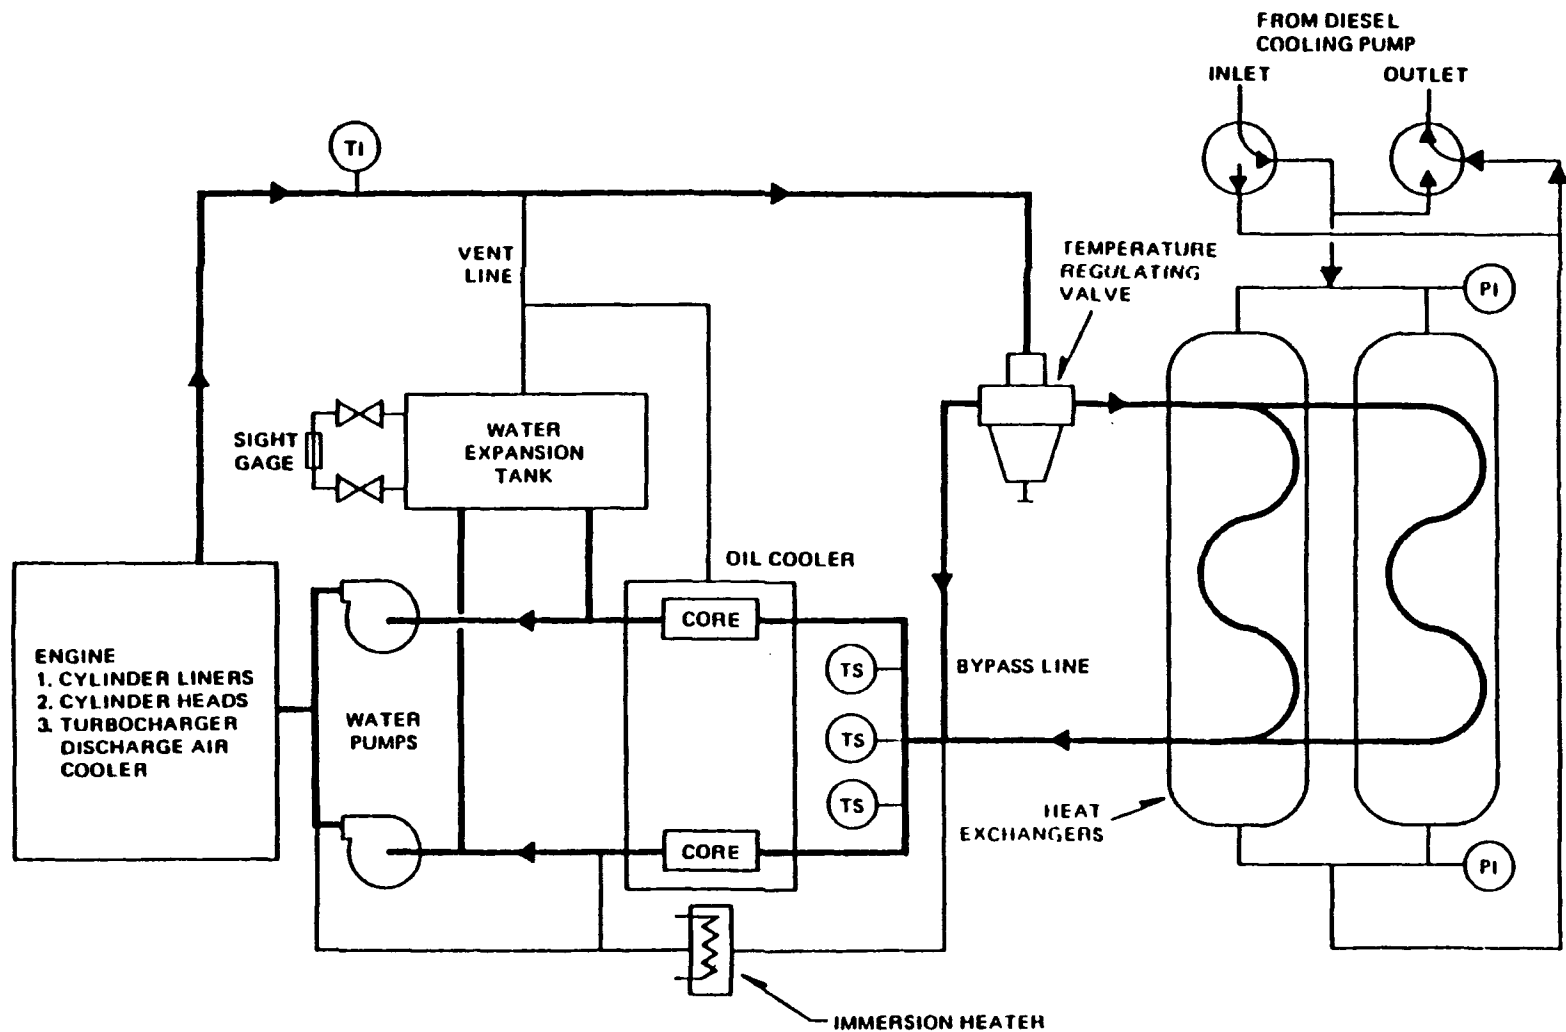 FROM DIESEL
COOLING PUMP
INLET
OUTLET
TI
VENT
LINE
TEMPERATURE
REGULATING
VALVE
PI
SIGHT
GAGE
WATER
EXPANSION
TANK
OIL COOLER
CORE
ENGINE
1. CYLINDER LINERS
2. CYLINDER HEADS
3. TURBOCHARGER
DISCHARGE AIR
COOLER
WATER
PUMPS
TS
TS
TS
BYPASS LINE
CORE
HEAT
EXCHANGERS
PI
IMMERSION HEATER